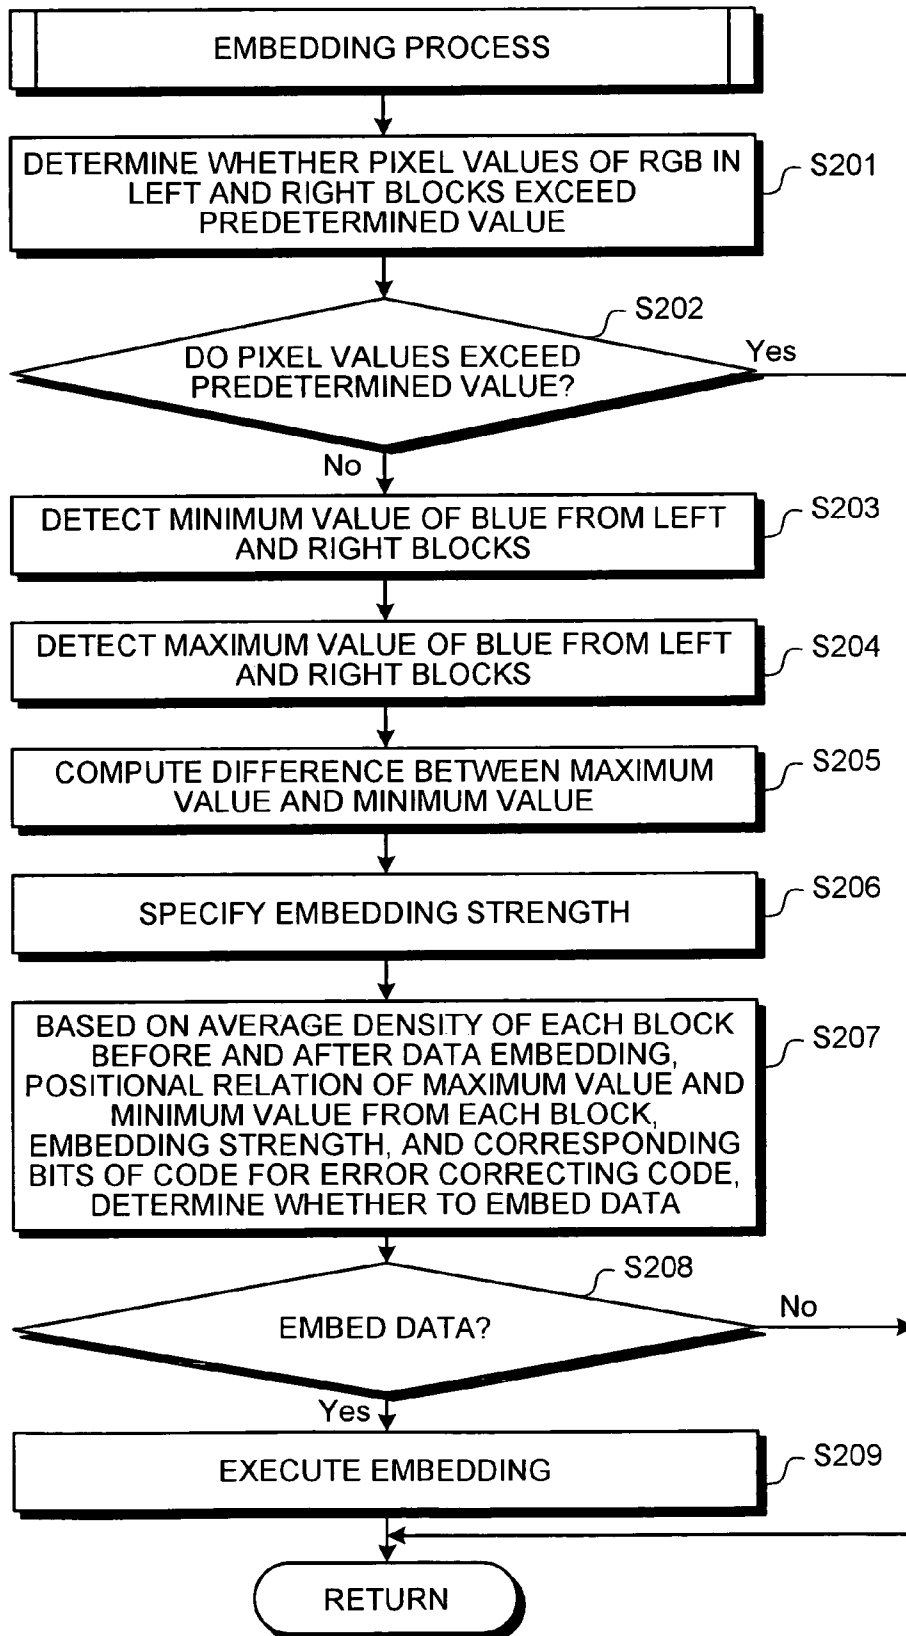 EMBEDDING PROCESS
DETERMINE WHETHER PIXEL VALUES OF RGB IN
LEFT AND RIGHT BLOCKS EXCEED
PREDETERMINED VALUE
S201
S202
DO PIXEL VALUES EXCEED
PREDETERMINED VALUE?
Yes
No
DETECT MINIMUM VALUE OF BLUE FROM LEFT
AND RIGHT BLOCKS
S203
DETECT MAXIMUM VALUE OF BLUE FROM LEFT
AND RIGHT BLOCKS
S204
COMPUTE DIFFERENCE BETWEEN MAXIMUM
VALUE AND MINIMUM VALUE
S205
SPECIFY EMBEDDING STRENGTH
S206
BASED ON AVERAGE DENSITY OF EACH BLOCK
BEFORE AND AFTER DATA EMBEDDING,
POSITIONAL RELATION OF MAXIMUM VALUE AND
MINIMUM VALUE FROM EACH BLOCK,
EMBEDDING STRENGTH, AND CORRESPONDING
BITS OF CODE FOR ERROR CORRECTING CODE,
DETERMINE WHETHER TO EMBED DATA
S207
S208
EMBED DATA?
No
Yes
EXECUTE EMBEDDING
S209
RETURN